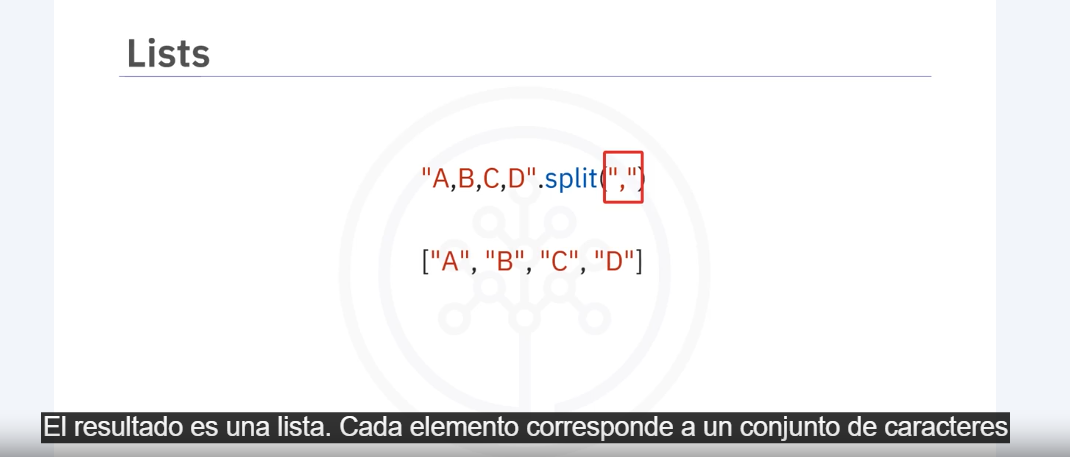 Lists
"A,B,C,D".split(",")
["A", "B", "C", "D"]
El resultado es una lista. Cada elemento corresponde a un conjunto de caracteres